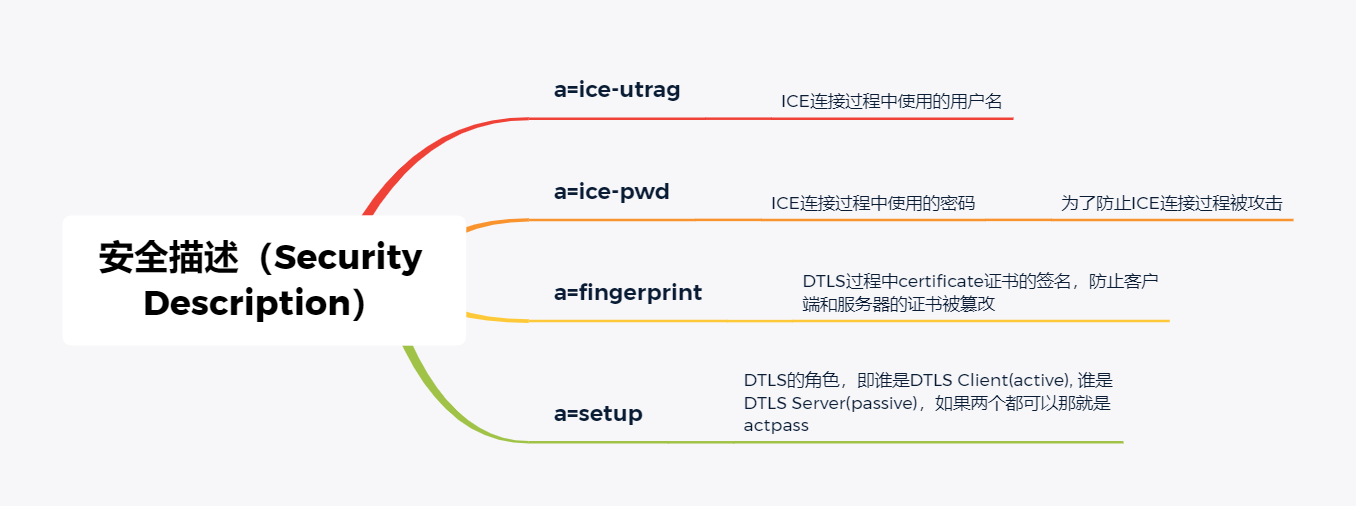 安全描述（Security
Description）
a=ice-utrag
ICE连接过程中使用的用户名
a=ice-pwd
ICE连接过程中使用的密码
为了防止ICE连接过程被攻击
a=fingerprint
DTLS过程中certificate证书的签名，防止客户
端和服务器的证书被篡改
a=setup
DTLS的角色，即谁是DTLS Client(active), 谁是
DTLS Server(passive)，如果两个都可以那就是
actpass